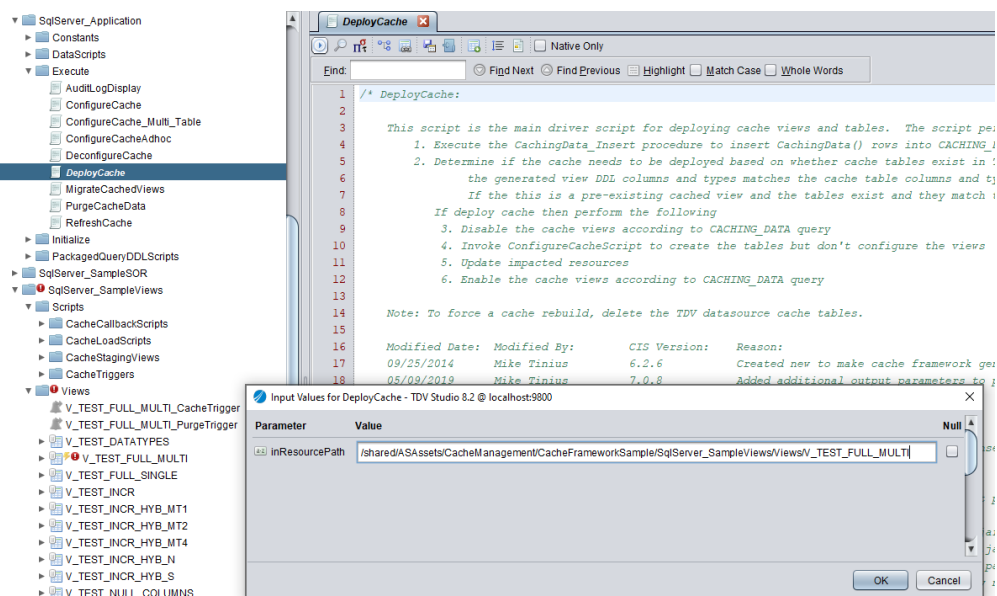 SqlServer_Application
Constants
DataScripts
Execute
AuditLogDisplay
ConfigureCache
ConfigureCache_Multi_Table
ConfigureCacheAdhoc
DeconfigureCache
DeployCache
MigrateCachedViews
PurgeCacheData
RefreshCache
Initialize
PackagedQueryDDLScripts
SqlServer_SampleSOR
SqlServer_SampleViews
Scripts
CacheCallbackScripts
CacheLoadScripts
CacheStagingViews
CacheTriggers
Views
V_TEST_FULL_MULTI_CacheTrigger
V_TEST_FULL_MULTI_PurgeTrigger
V_TEST_DATATYPES
V_TEST_FULL_MULTI
V_TEST_FULL_SINGLE
V_TEST_INCR
V_TEST_INCR_HYB_MT1
V_TEST_INCR_HYB_MT2
V_TEST_INCR_HYB_MT4
V_TEST_INCR_HYB_N
V_TEST_INCR_HYB_S
V_TEST_NULL_COLUMNS
DeployCache
Native Only
Find: Find Next Find Previous Highlight Match Case Whole Words
1 /* DeployCache:
2
3 This script is the main driver script for deploying cache views and tables. The script per
4 1. Execute the CachingData_Insert procedure to insert CachingData() rows into CACHING_
5 2. Determine if the cache needs to be deployed based on whether cache tables exist in
6 the generated view DDL columns and types matches the cache table columns and ty
7 If the this is a pre-existing cached view and the tables exist and they match
8 If deploy cache then perform the following
9 3. Disable the cache views according to CACHING_DATA query
10 4. Invoke ConfigureCacheScript to create the tables but don't configure the views
11 5. Update impacted resources
12 6. Enable the cache views according to CACHING_DATA query
13
14 Note: To force a cache rebuild, delete the TDV datasource cache tables.
15
16 Modified Date: Modified By: CIS Version: Reason:
17 09/25/2014 Mike Tinius 6.2.6 Created new to make cache framework gen
18 05/09/2019 Mike Tinius 7.0.8 Added additional output parameters to p
Input Values for DeployCache - TDV Studio 8.2 @ localhost:9800
Parameter Value Null
inResourcePath /shared/ASAssets/CacheManagement/CacheFrameworkSample/SqlServer_SampleViews/Views/V_TEST_FULL_MULTI
OK Cancel